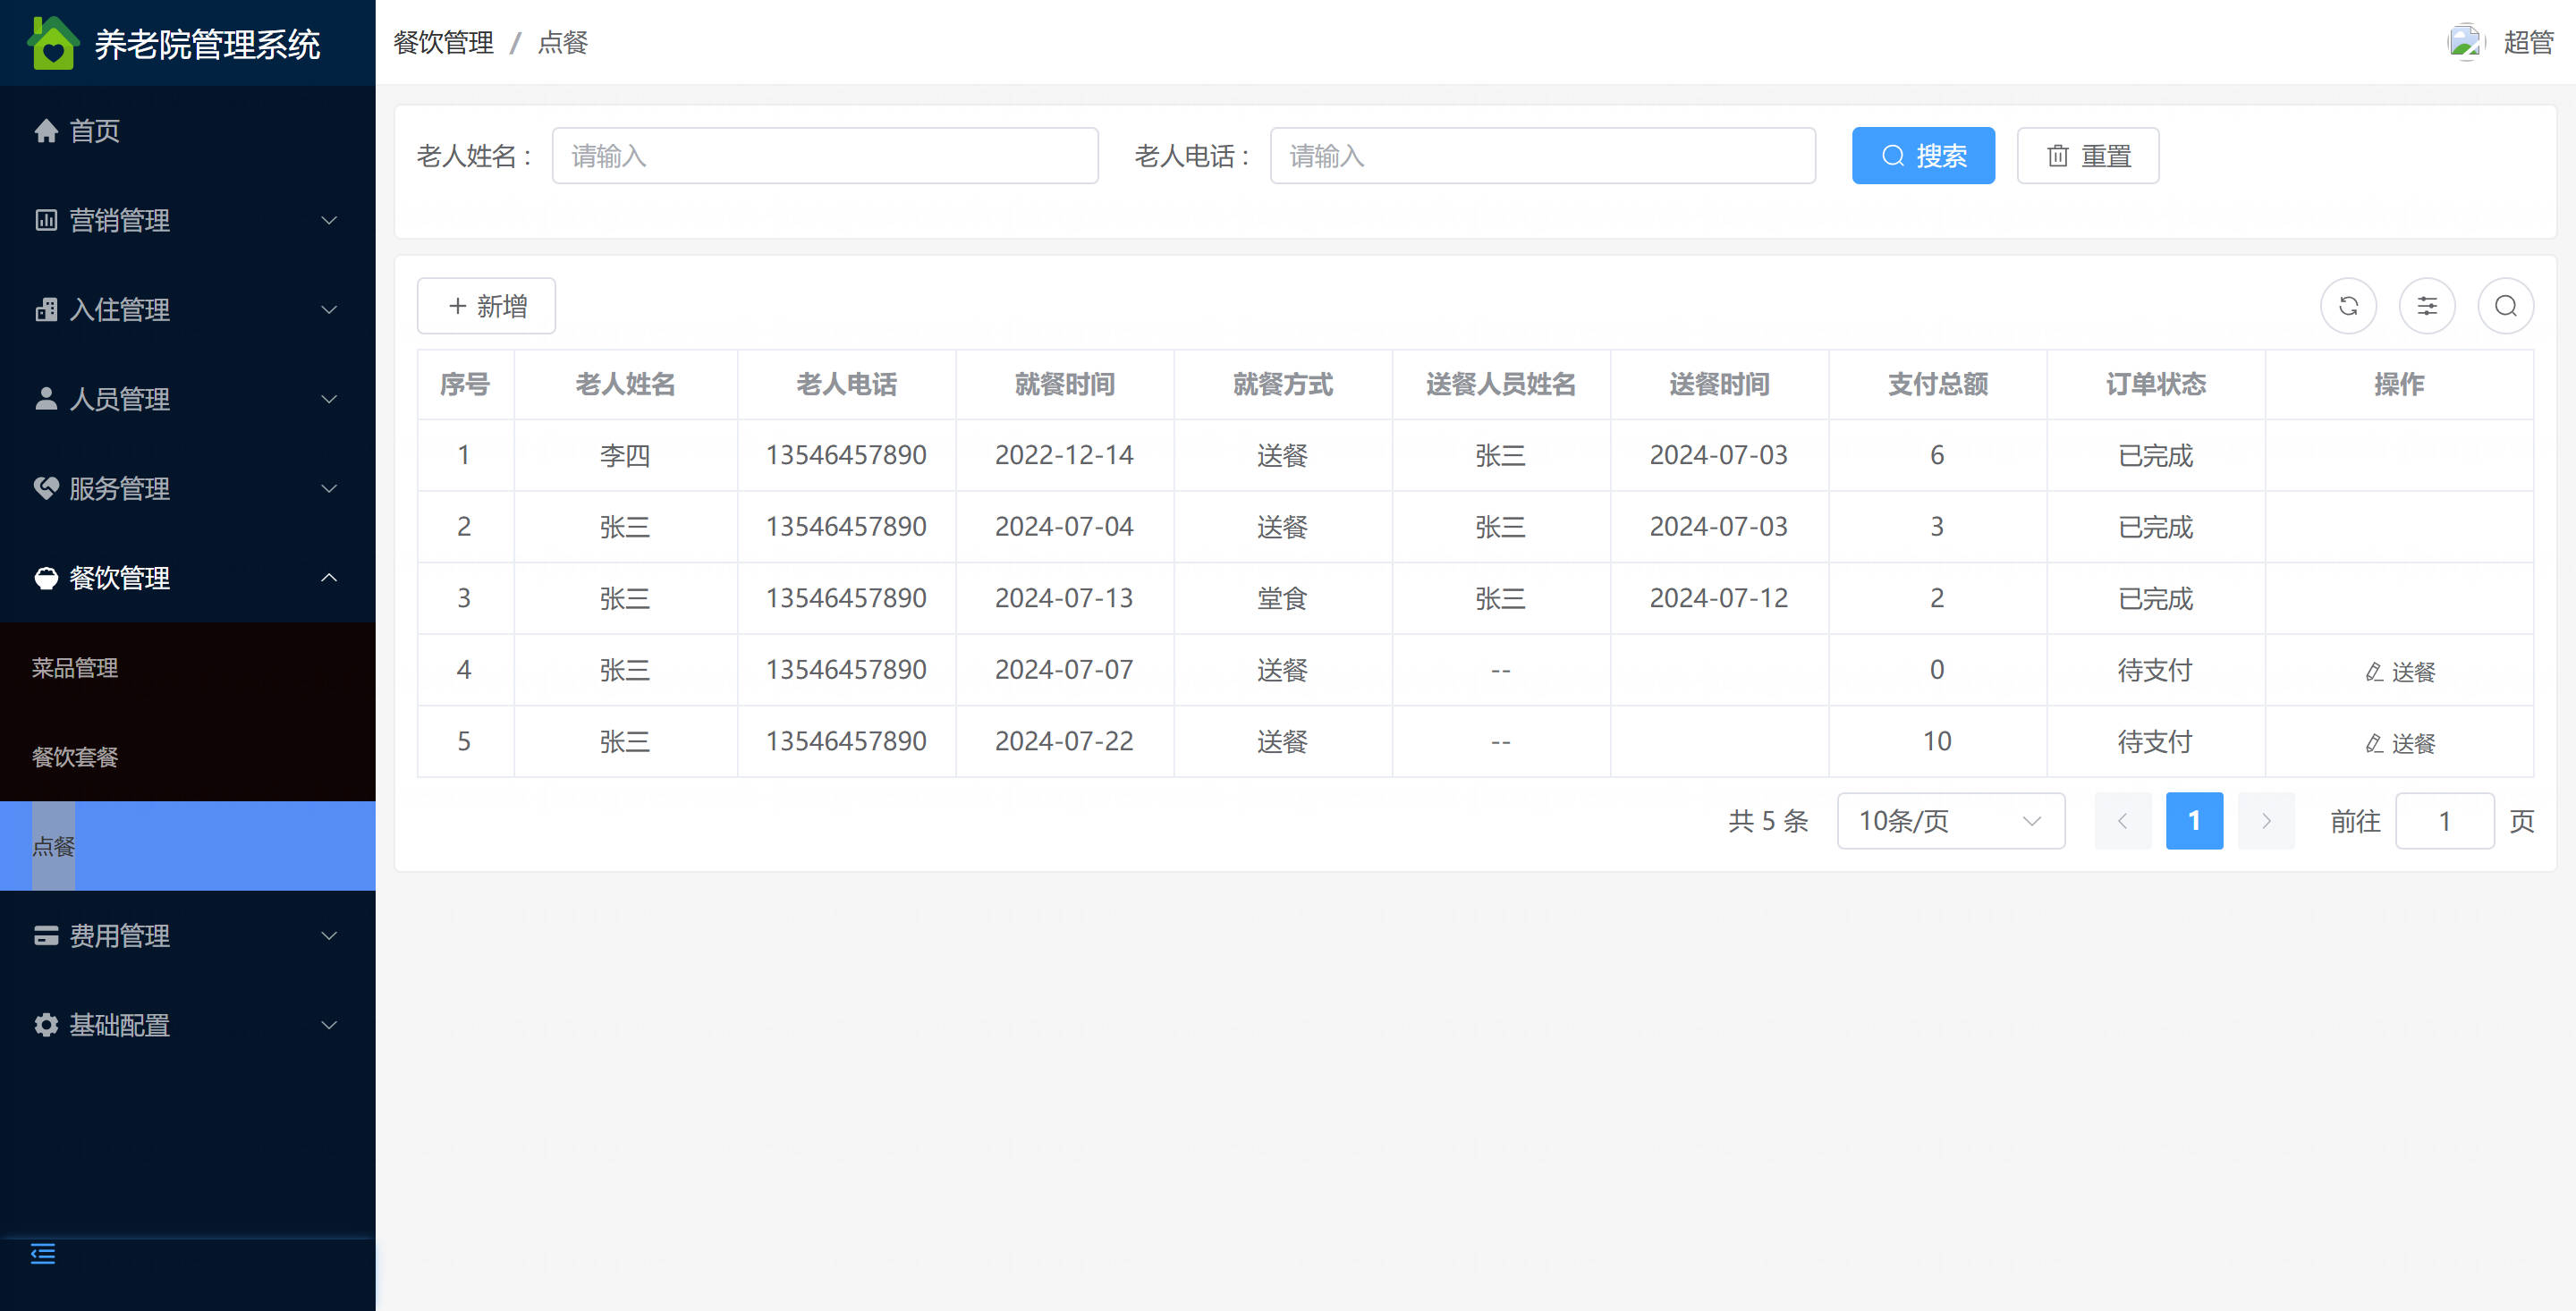 养老院管理系统
餐饮管理 / 点餐
超管
首页
营销管理
入住管理
人员管理
服务管理
餐饮管理
菜品管理
餐饮套餐
点餐
费用管理
基础配置
老人姓名： 请输入 老人电话： 请输入 搜索 重置
新增
序号 老人姓名 老人电话 就餐时间 就餐方式 送餐人员姓名 送餐时间 支付总额 订单状态 操作
1 李四 13546457890 2022-12-14 送餐 张三 2024-07-03 6 已完成
2 张三 13546457890 2024-07-04 送餐 张三 2024-07-03 3 已完成
3 张三 13546457890 2024-07-13 堂食 张三 2024-07-12 2 已完成
4 张三 13546457890 2024-07-07 送餐 -- 0 待支付 送餐
5 张三 13546457890 2024-07-22 送餐 -- 10 待支付 送餐
共 5 条 10条/页 1 前往 1 页